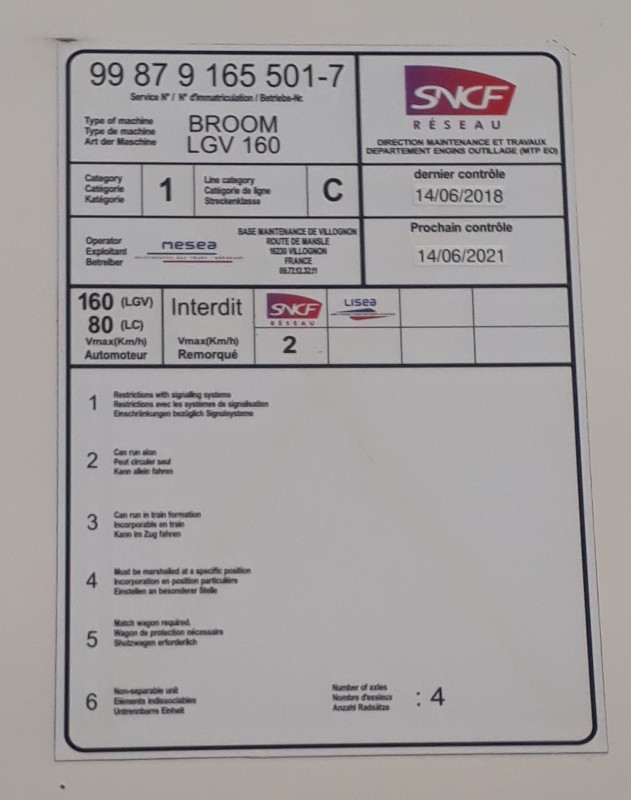 99 87 9 165 501-7
Service N° / N° d'immatriculation / Betriebs-Nr.
Type of machine
Type de machine
Art der Maschine
BROOM
LGV 160
SNCF
RÉSEAU
DIRECTION MAINTENANCE ET TRAVAUX
DEPARTEMENT ENGINS OUTILLAGE (MTP EO)
Category
Catégorie
Katégorie
1
Line category
Catégorie de ligne
Streckenklasse
C
dernier contrôle
14/06/2018
Operator
Exploitant
Betreiber
mesea
BASE MAINTENANCE DE VILLOGNON
ROUTE DE MANSLE
16230 VILLOGNON
FRANCE
Prochain contrôle
14/06/2021
160 (LGV)
80 (LC)
Vmax(Km/h)
Automoteur
Interdit
Vmax(Km/h)
Remorqué
SNCF
RÉSEAU
2
LISEA
1
Restrictions with signalling systems
Restrictions avec les systèmes de signalisation
Einschränkungen bezüglich Signalsysteme
2
Can run alon
Peut circuler seul
Kann allein fahren
3
Can run in train formation
Incorporable en train
Kann im Zug fahren
4
Must be marshalled at a specific position
Incorporation en position particulière
Einstellen an besonderer Stelle
5
Match wagon required.
Wagon de protection nécessaire
Shutzwagen erforderlich
6
Non-separable unit
Eléments indissociables
Untrennbarre Einheit
Number of axles
Nombre d'essieux
Anzahl Radsätze
: 4